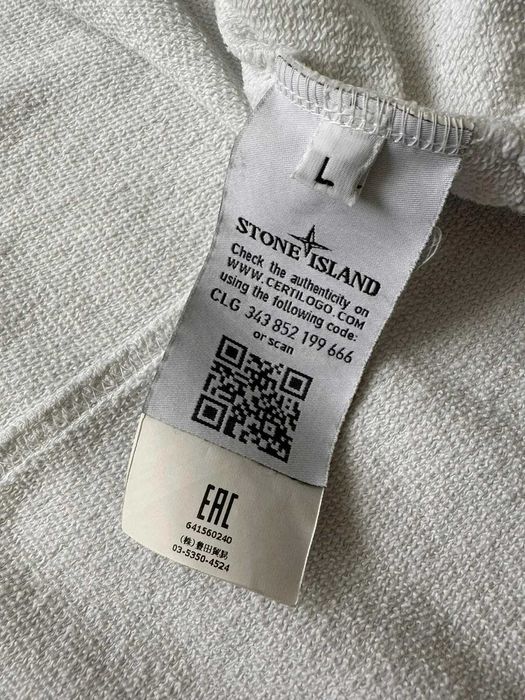 L
STONE ISLAND
Check the authenticity on
WWW.CERTILOGO.COM
using the following code:
CLG 343 852 199 666
or scan
EAC
641560240
(株)豊田貿易
03-5350-4524